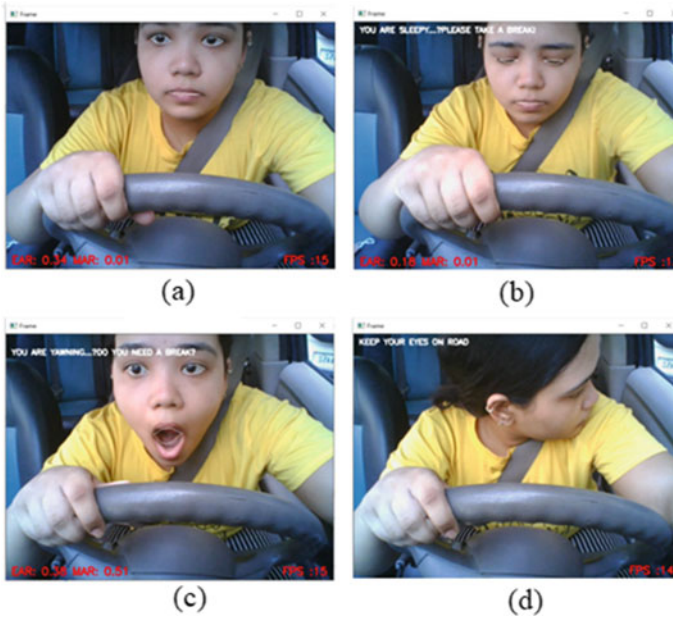 Frame
EAR: 0.34 MAR: 0.01 FPS :15
(a)
Frame
YOU ARE SLEEPY...?PLEASE TAKE A BREAK!
EAR: 0.18 MAR: 0.01 FPS :1
(b)
Frame
YOU ARE YAWNING...?DO YOU NEED A BREAK?
EAR: 0.38 MAR: 0.51 FPS :15
(c)
Frame
KEEP YOUR EYES ON ROAD
FPS :14
(d)